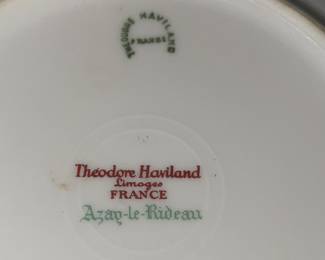 THEODORE HAVILAND
FRANCE
Theodore Haviland
Limoges
FRANCE
Azay-le-Rideau